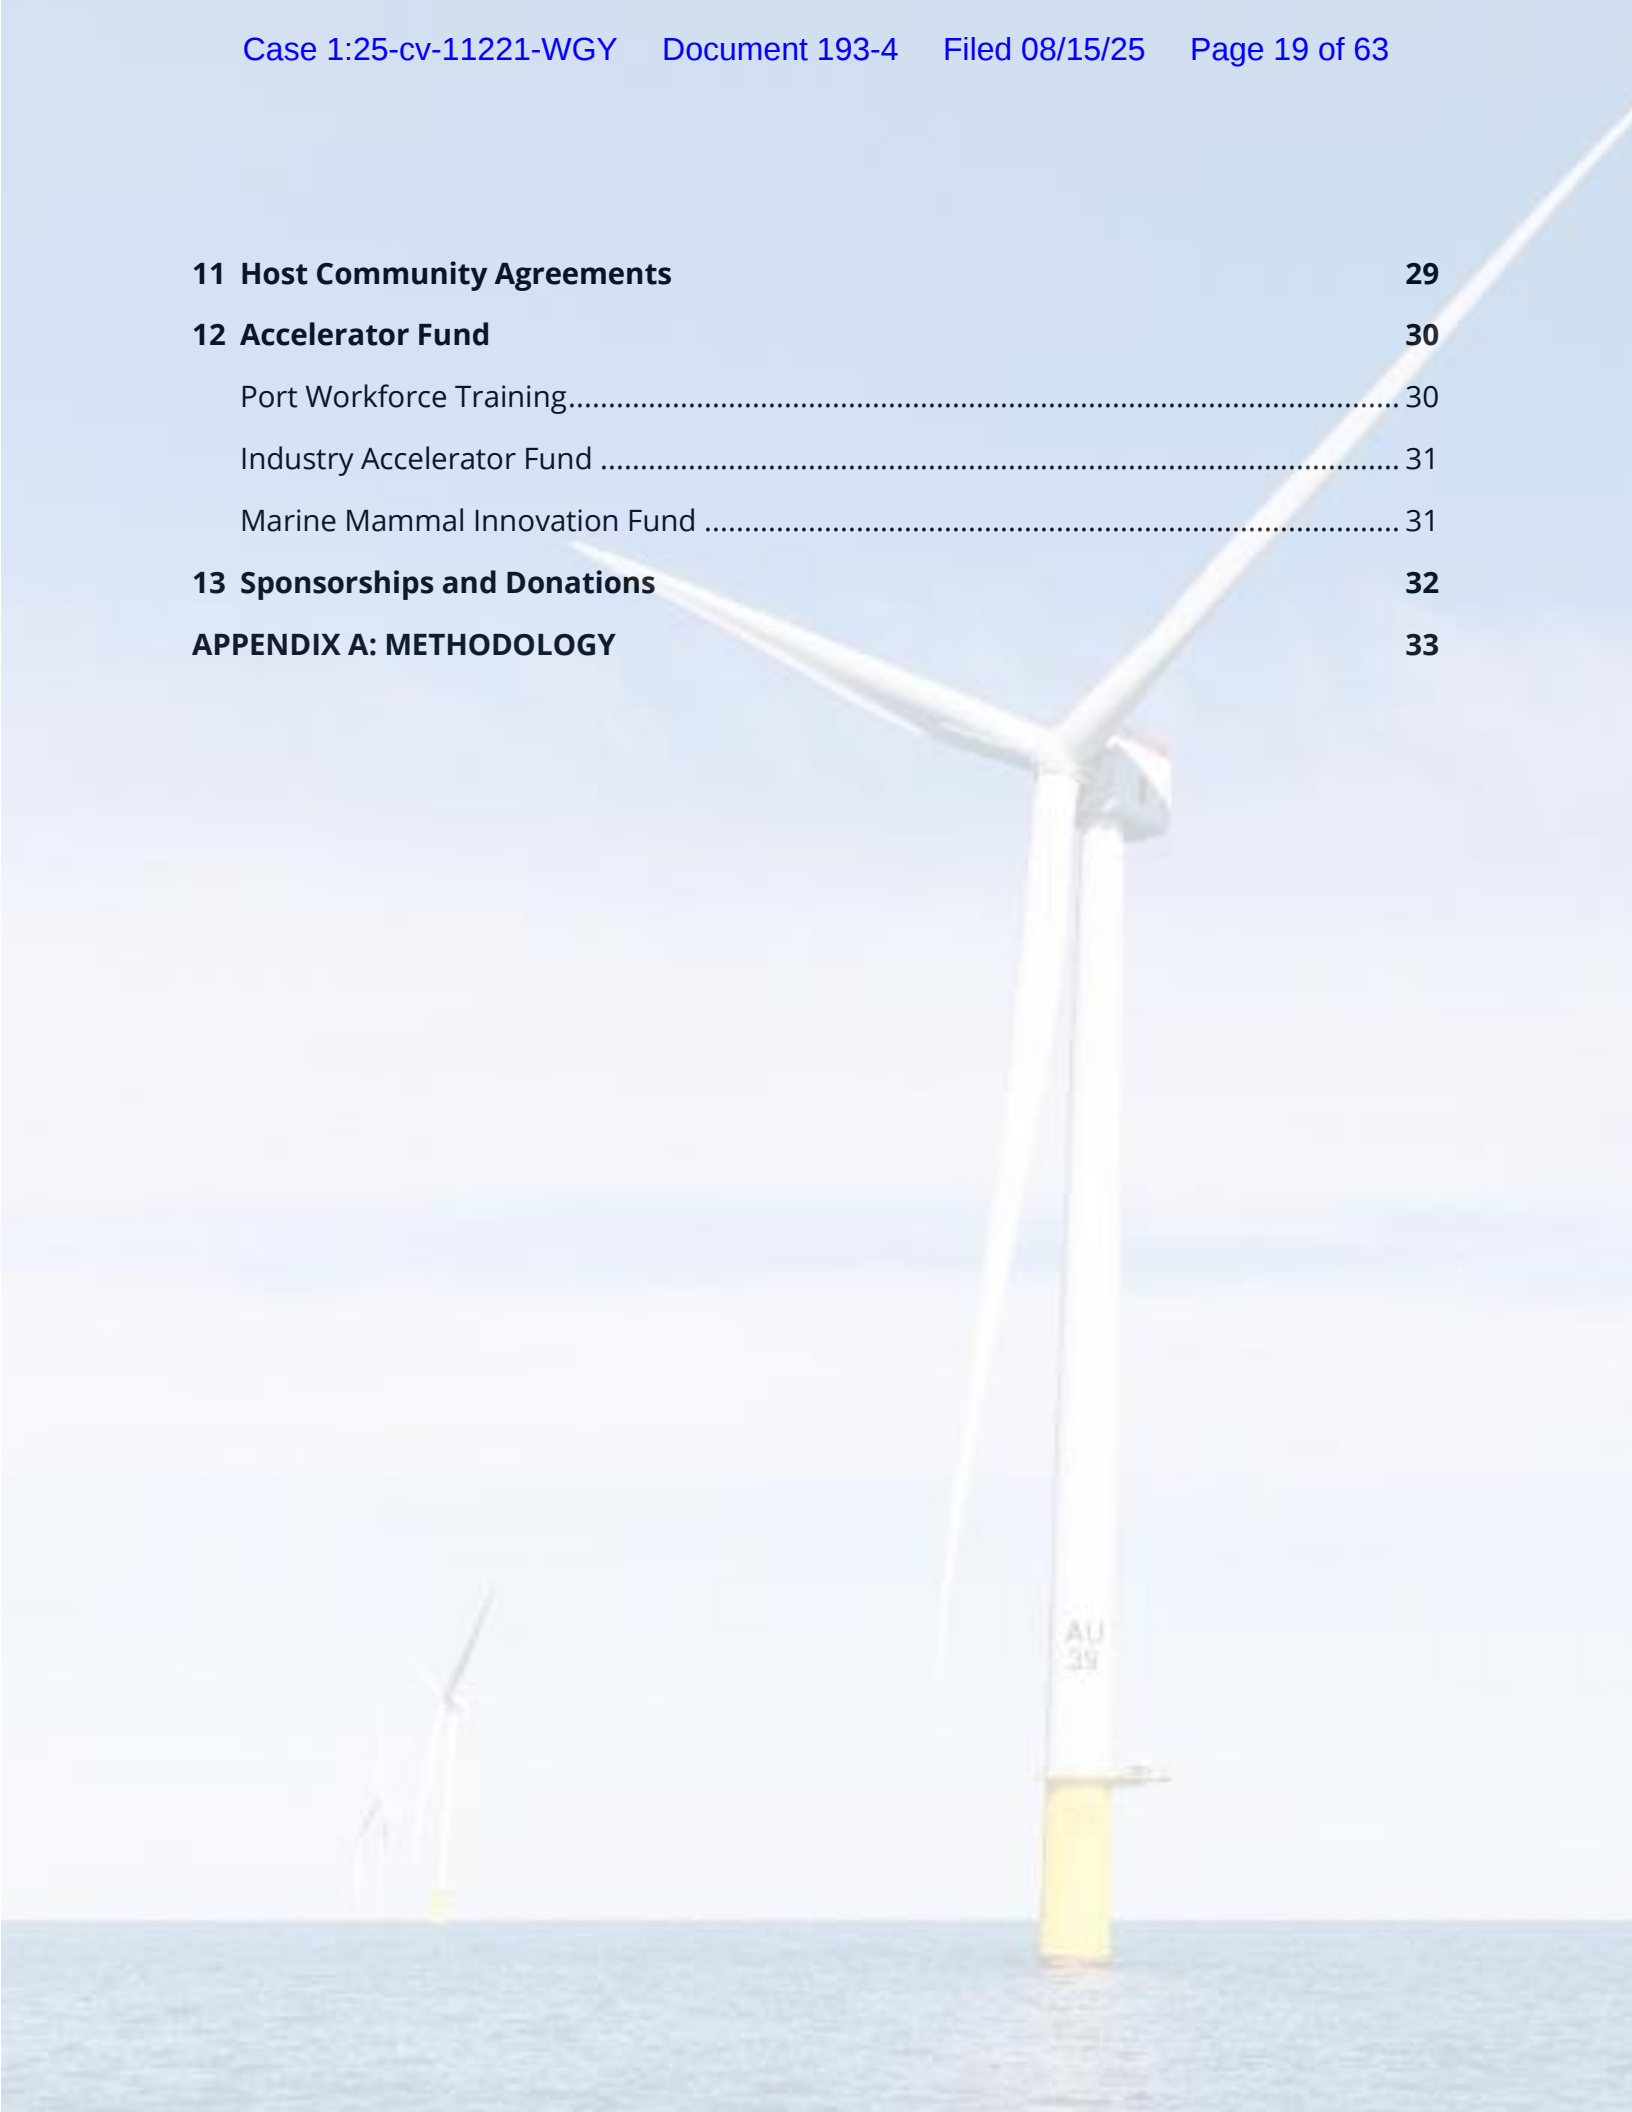 Case 1:25-cv-11221-WGY Document 193-4 Filed 08/15/25 Page 19 of 63
11 Host Community Agreements 29
12 Accelerator Fund 30
Port Workforce Training....................................................................................................... 30
Industry Accelerator Fund .................................................................................................... 31
Marine Mammal Innovation Fund ....................................................................................... 31
13 Sponsorships and Donations 32
APPENDIX A: METHODOLOGY 33
AU
39